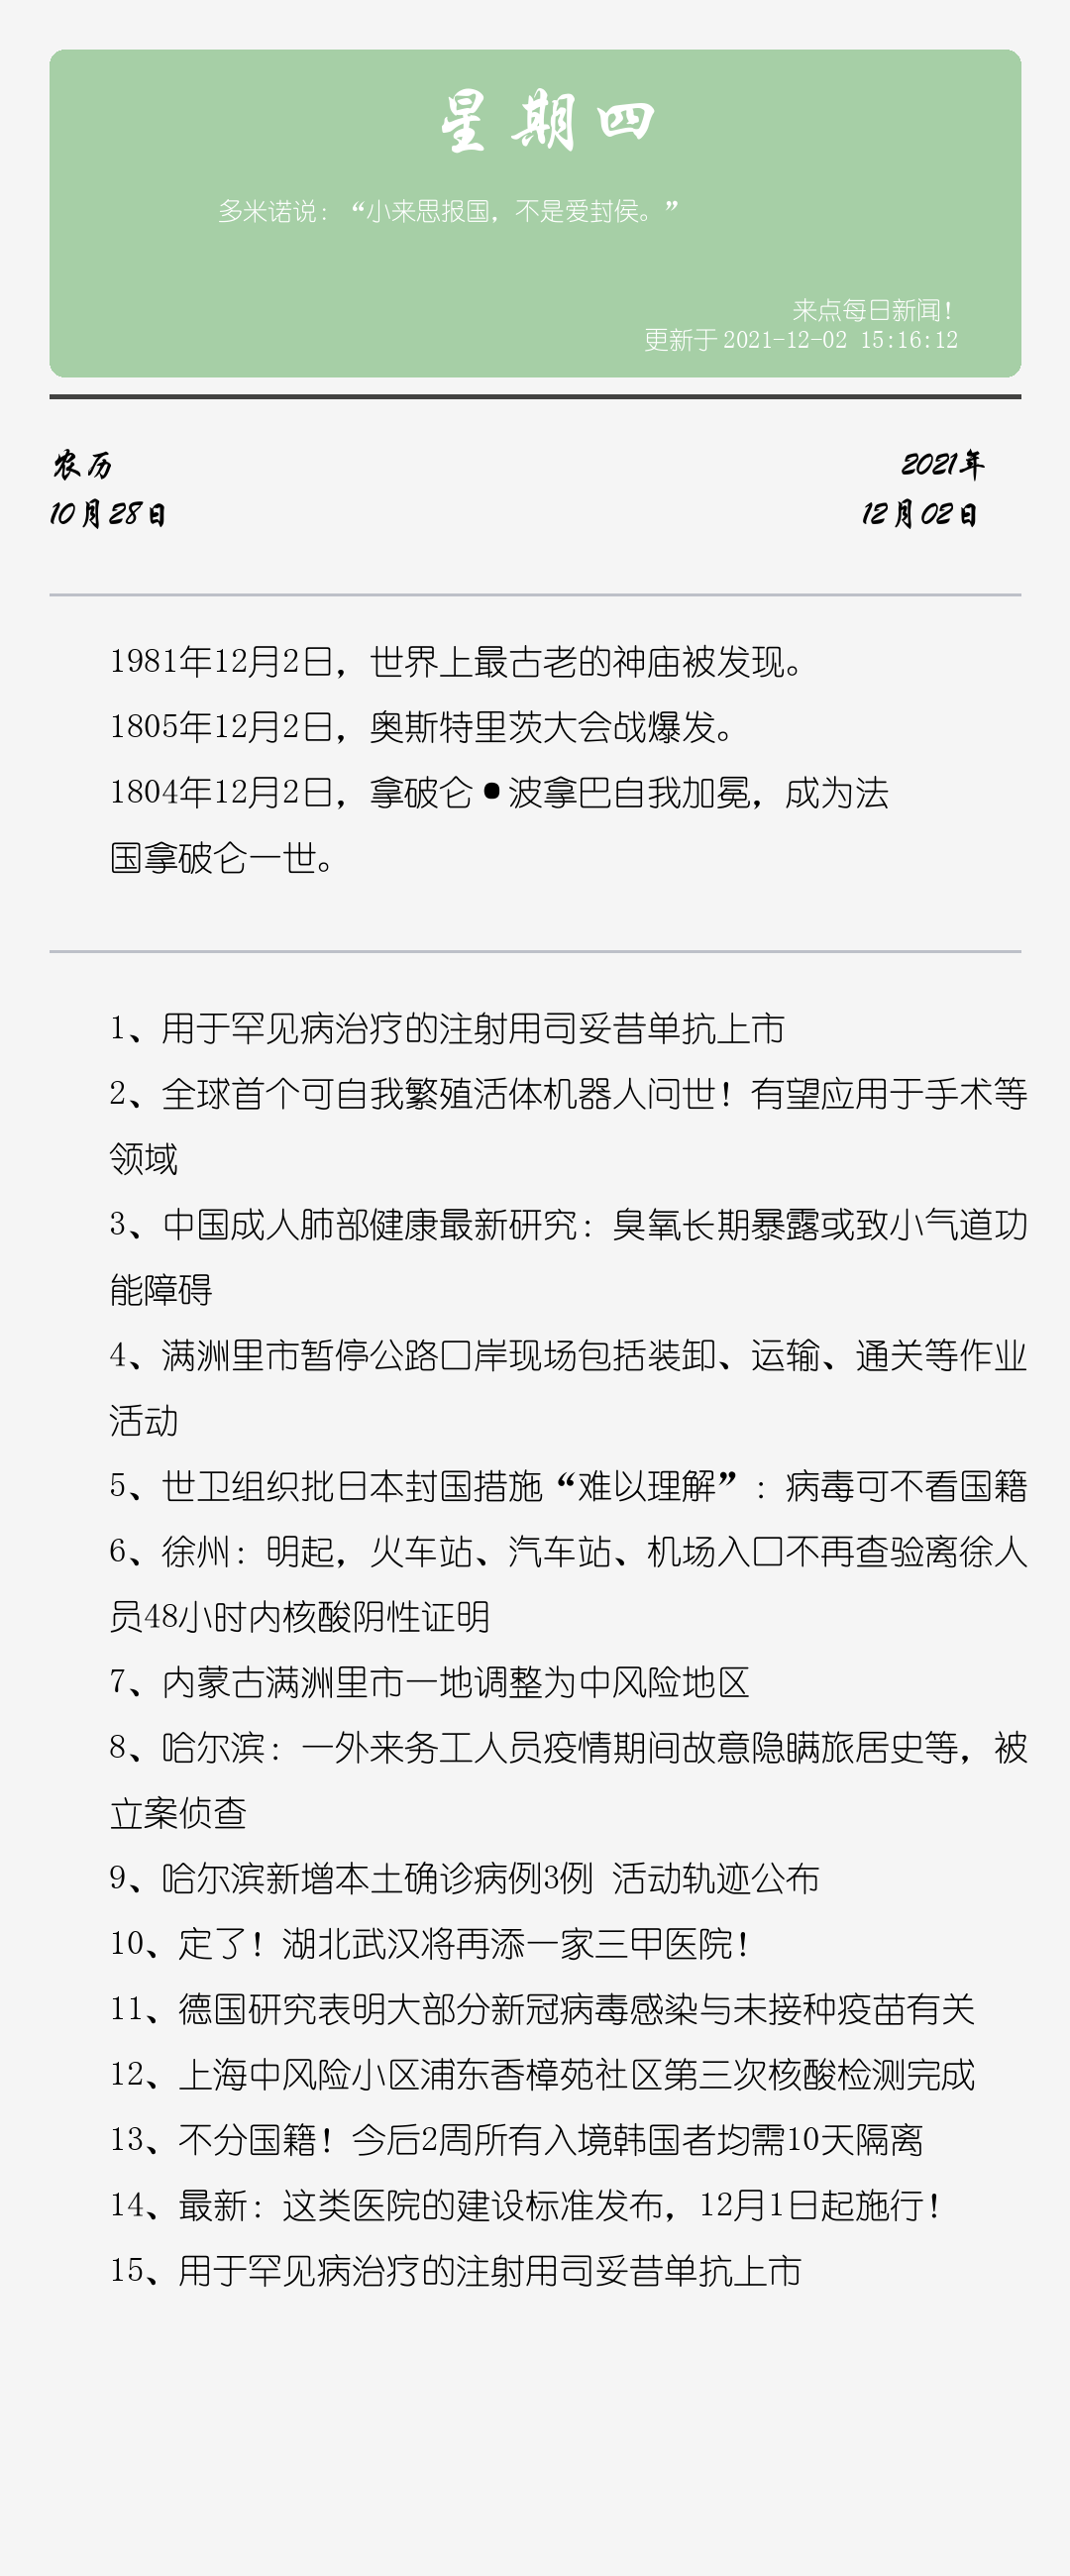 星期四
多米诺说：“小来思报国，不是爱封侯。”
来点每日新闻！
更新于 2021-12-02 15:16:12
农历
2021年
10月28日
12月02日
1981年12月2日，世界上最古老的神庙被发现。
1805年12月2日，奥斯特里茨大会战爆发。
1804年12月2日，拿破仑•波拿巴自我加冕，成为法
国拿破仑一世。
1、用于罕见病治疗的注射用司妥昔单抗上市
2、全球首个可自我繁殖活体机器人问世！有望应用于手术等
领域
3、中国成人肺部健康最新研究：臭氧长期暴露或致小气道功
能障碍
4、满洲里市暂停公路口岸现场包括装卸、运输、通关等作业
活动
5、世卫组织批日本封国措施“难以理解”：病毒可不看国籍
6、徐州：明起，火车站、汽车站、机场入口不再查验离徐人
员48小时内核酸阴性证明
7、内蒙古满洲里市一地调整为中风险地区
8、哈尔滨：一外来务工人员疫情期间故意隐瞒旅居史等，被
立案侦查
9、哈尔滨新增本土确诊病例3例 活动轨迹公布
10、定了！湖北武汉将再添一家三甲医院！
11、德国研究表明大部分新冠病毒感染与未接种疫苗有关
12、上海中风险小区浦东香樟苑社区第三次核酸检测完成
13、不分国籍！今后2周所有入境韩国者均需10天隔离
14、最新：这类医院的建设标准发布，12月1日起施行！
15、用于罕见病治疗的注射用司妥昔单抗上市